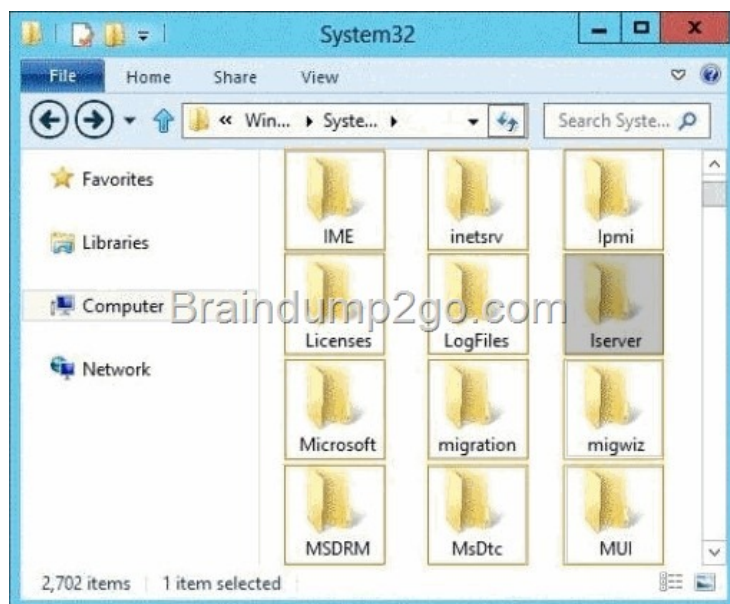 System32
File Home Share View
« Win... Syste... Search Syste...
Favorites
Libraries
Computer
Network
IME inetsrv Ipmi
Licenses LogFiles lserver
Microsoft migration migwiz
MSDRM MsDtc MUI
Braindump2go.com
2,702 items 1 item selected